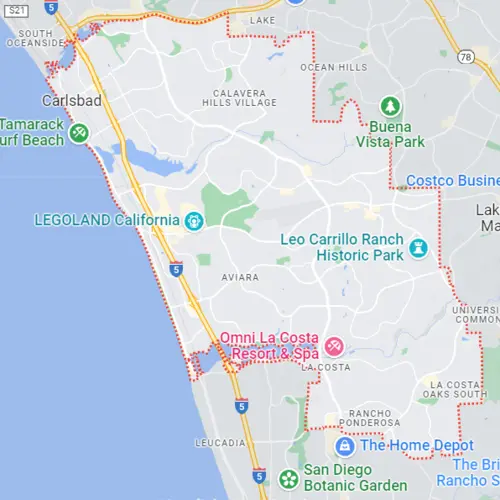 S21
5
5
LAKE
SOUTH
OCEANSIDE
OCEAN HILLS
78
CALAVERA
HILLS VILLAGE
Carlsbad
Tamarack
urf Beach
Buena
Vista Park
Costco Busine
Lak
Ma
LEGOLAND California
Leo Carrillo Ranch
Historic Park
5
AVIARA
UNIVERSI
COMMON
Omni La Costa
Resort & Spa
LA COSTA
LA COSTA
OAKS SOUTH
5
RANCHO
PONDEROSA
LEUCADIA
The Home Depot
The Bri
Rancho S
5
San Diego
Botanic Garden